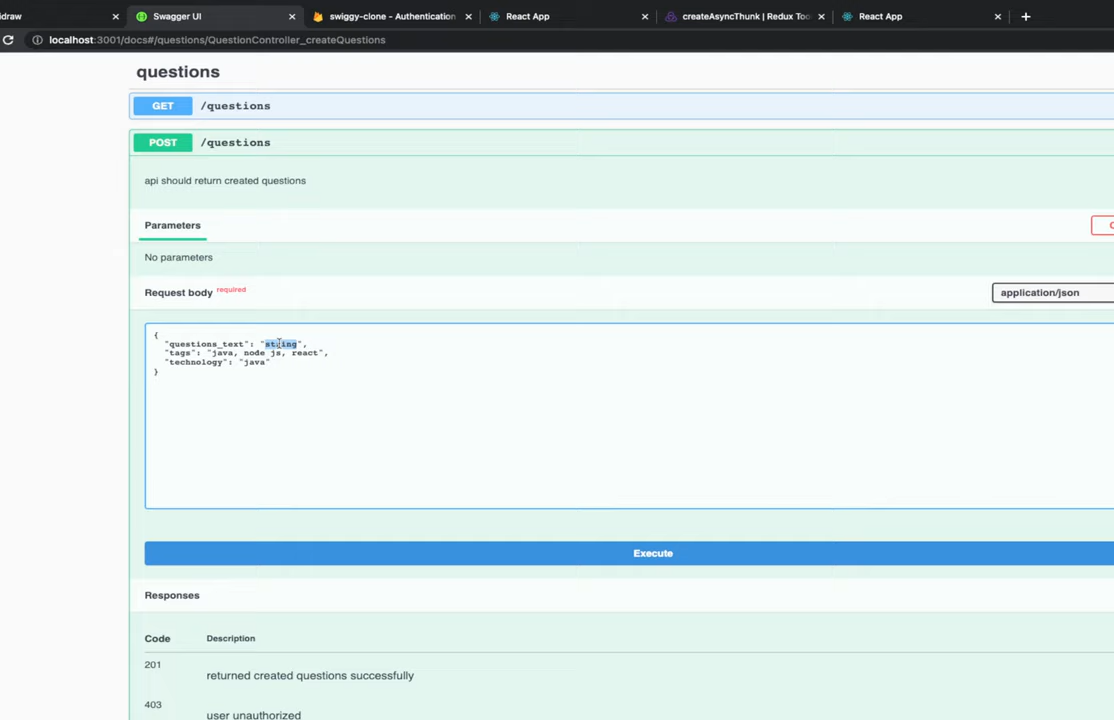 idraw
Swagger UI
swiggy-clone - Authentication
React App
createAsyncThunk | Redux Too
React App
localhost:3001/docs#/questions/QuestionController_createQuestions
questions
GET /questions
POST /questions
api should return created questions
Parameters
No parameters
Request body required
application/json
{
"questions_text": "string",
"tags": "java, node js, react",
"technology": "java"
}
Execute
Responses
Code Description
201
returned created questions successfully
403
user unauthorized